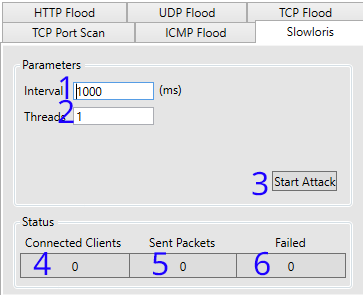 HTTP Flood UDP Flood TCP Flood
TCP Port Scan ICMP Flood Slowloris
Parameters
Interval 1 1000 (ms)
Threads 2 1
3 Start Attack
Status
Connected Clients Sent Packets Failed
4 0 5 0 6 0